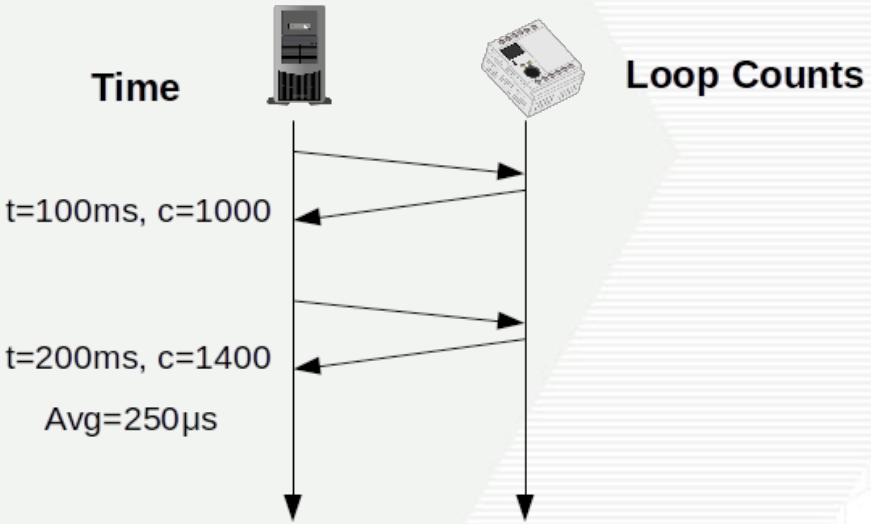 Time
Loop Counts
t=100ms, c=1000
t=200ms, c=1400
Avg=250μs